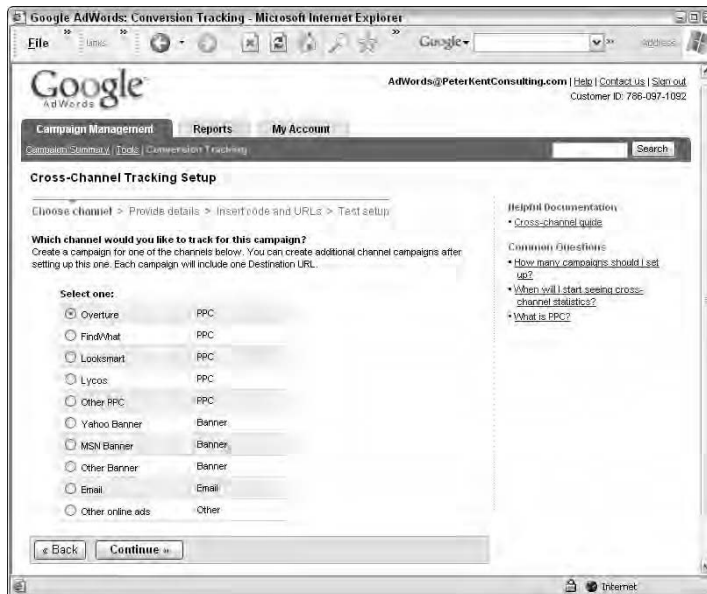 Google AdWords: Conversion Tracking - Microsoft Internet Explorer
File
Links
Google
Address
Google
AdWords
AdWords@PeterKentConsulting.com | Help | Contact us | Sign out
Customer ID: 786-097-1092
Campaign Management Reports My Account
Campaign Summary | Tools | Conversion Tracking
Search
Cross-Channel Tracking Setup
Choose channel > Provide details > Insert code and URLs > Test setup
Which channel would you like to track for this campaign?
Create a campaign for one of the channels below. You can create additional channel campaigns after
setting up this one. Each campaign will include one Destination URL.
Select one:
Overture PPC
FindWhat PPC
Looksmart PPC
Lycos PPC
Other PPC PPC
Yahoo Banner Banner
MSN Banner Banner
Other Banner Banner
Email Email
Other online ads Other
« Back Continue »
Helpful Documentation
• Cross-channel guide
Common Questions
• How many campaigns should I set
up?
• When will I start seeing cross-
channel statistics?
• What is PPC?
Internet